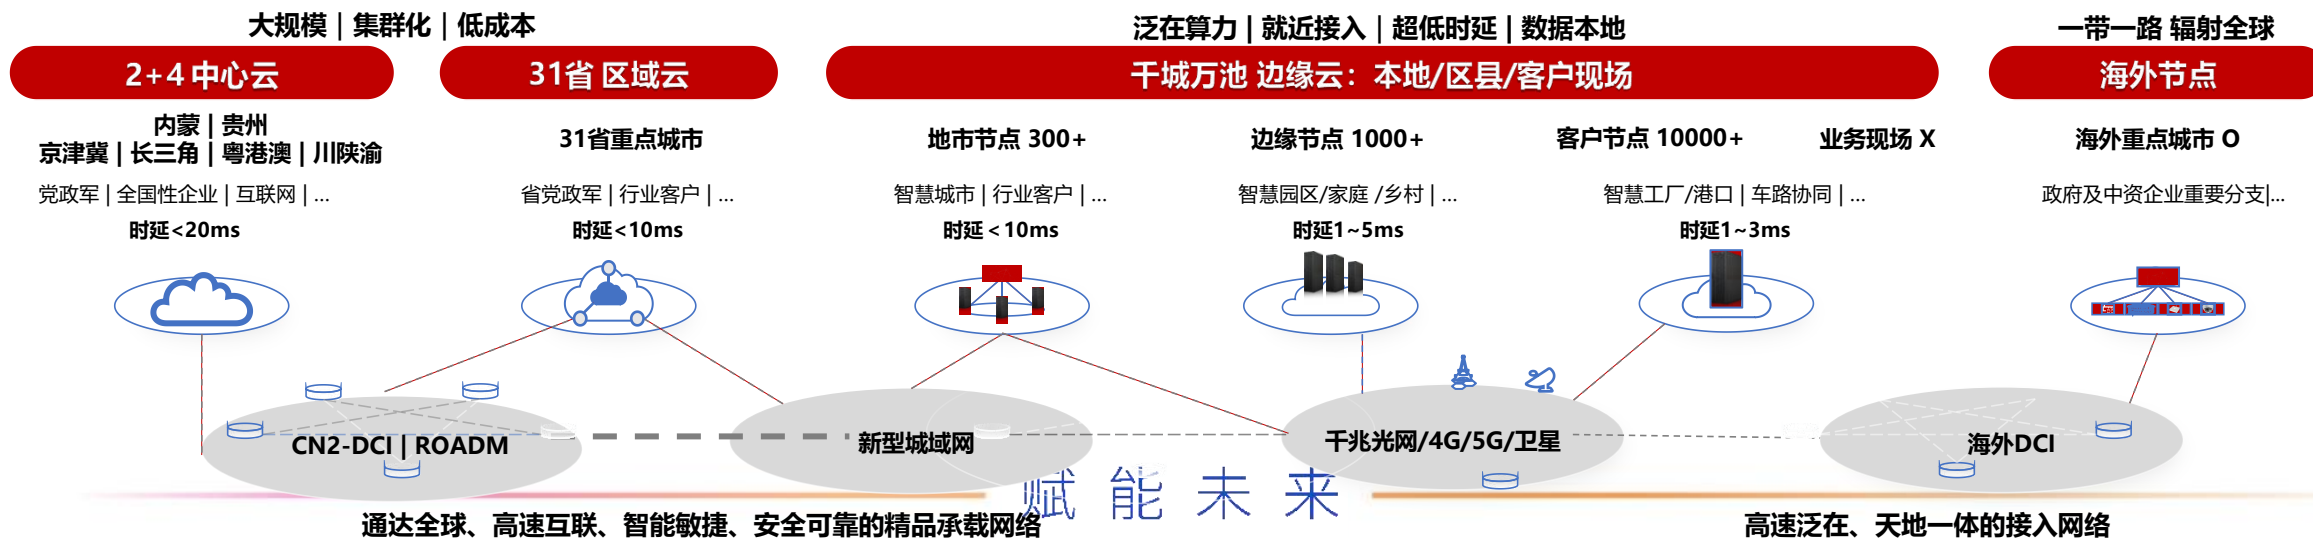 大规模 | 集群化 | 低成本
泛在算力 | 就近接入 | 超低时延 | 数据本地
一带一路 辐射全球
2+4 中心云
31省 区域云
千城万池 边缘云：本地/区县/客户现场
海外节点
内蒙 | 贵州
京津冀 | 长三角 | 粤港澳 | 川陕渝
31省重点城市
地市节点 300+
边缘节点 1000+
客户节点 10000+
业务现场 X
海外重点城市 O
党政军 | 全国性企业 | 互联网 | ...
省党政军 | 行业客户 | ...
智慧城市 | 行业客户 | ...
智慧园区/家庭 /乡村 | ...
智慧工厂/港口 | 车路协同 | ...
政府及中资企业重要分支|...
时延<20ms
时延<10ms
时延＜10ms
时延1~5ms
时延1~3ms
CN2-DCI | ROADM
新型城域网
千兆光网/4G/5G/卫星
海外DCI
赋能未来
通达全球、高速互联、智能敏捷、安全可靠的精品承载网络
高速泛在、天地一体的接入网络